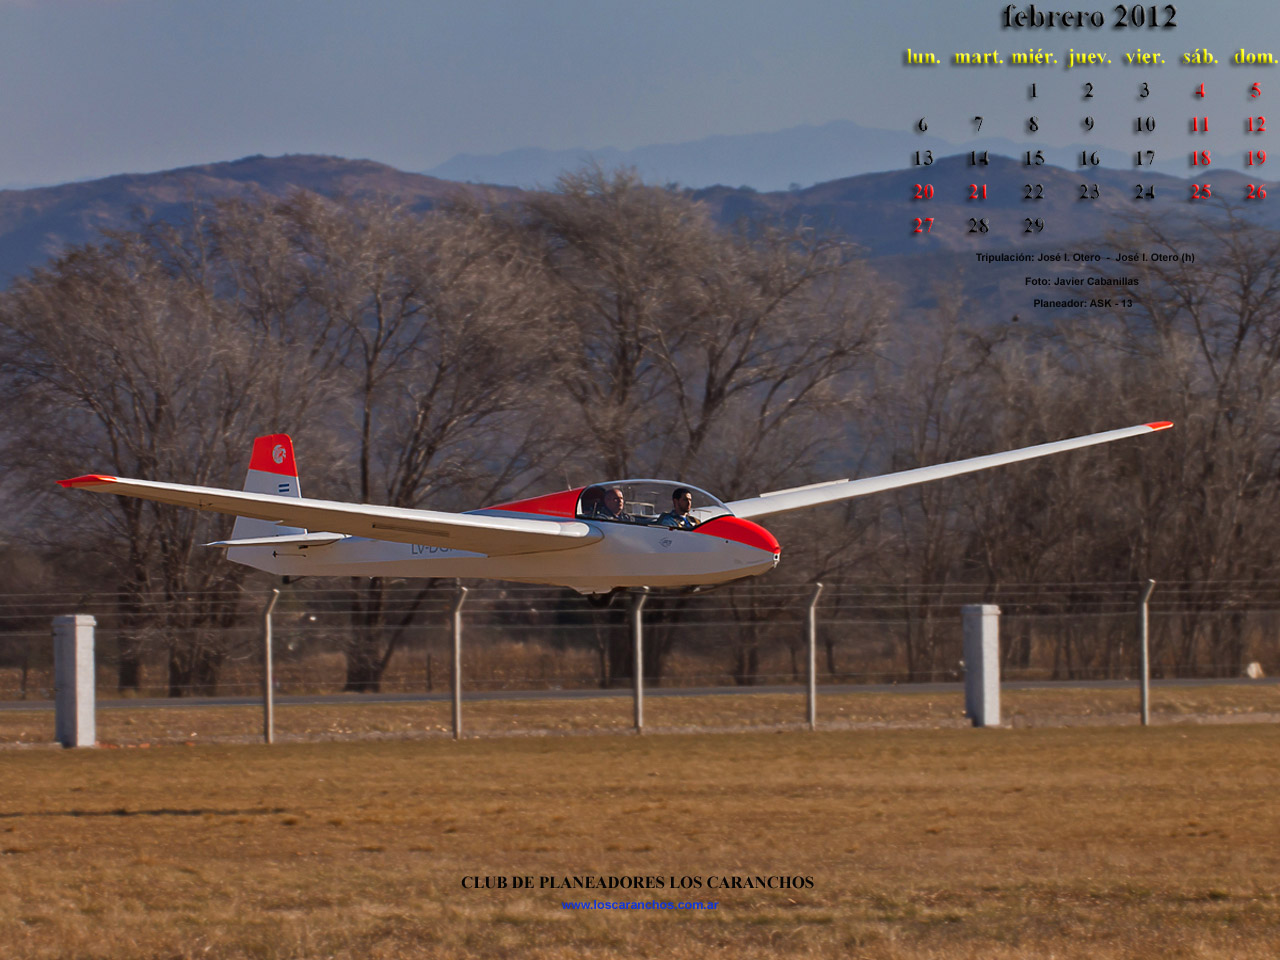 febrero 2012
lun. mart. miér. juev. vier. sáb. dom.
1 2 3 4 5
6 7 8 9 10 11 12
13 14 15 16 17 18 19
20 21 22 23 24 25 26
27 28 29
Tripulación: José I. Otero - José I. Otero (h)
Foto: Javier Cabanillas
Planeador: ASK - 13
CLUB DE PLANEADORES LOS CARANCHOS
www.loscaranchos.com.ar